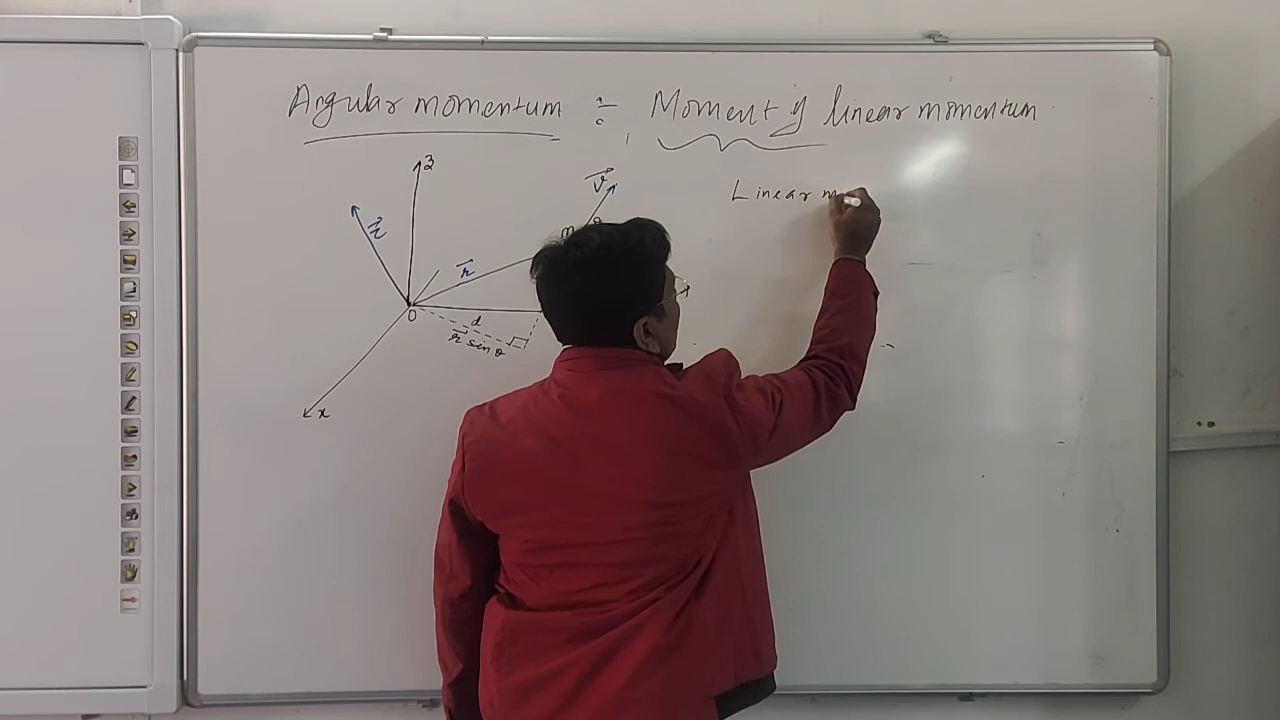 Angular momentum ÷ Moment of linear momentum
z
v
Linear m
L
m
r
O
d
r sin θ
x